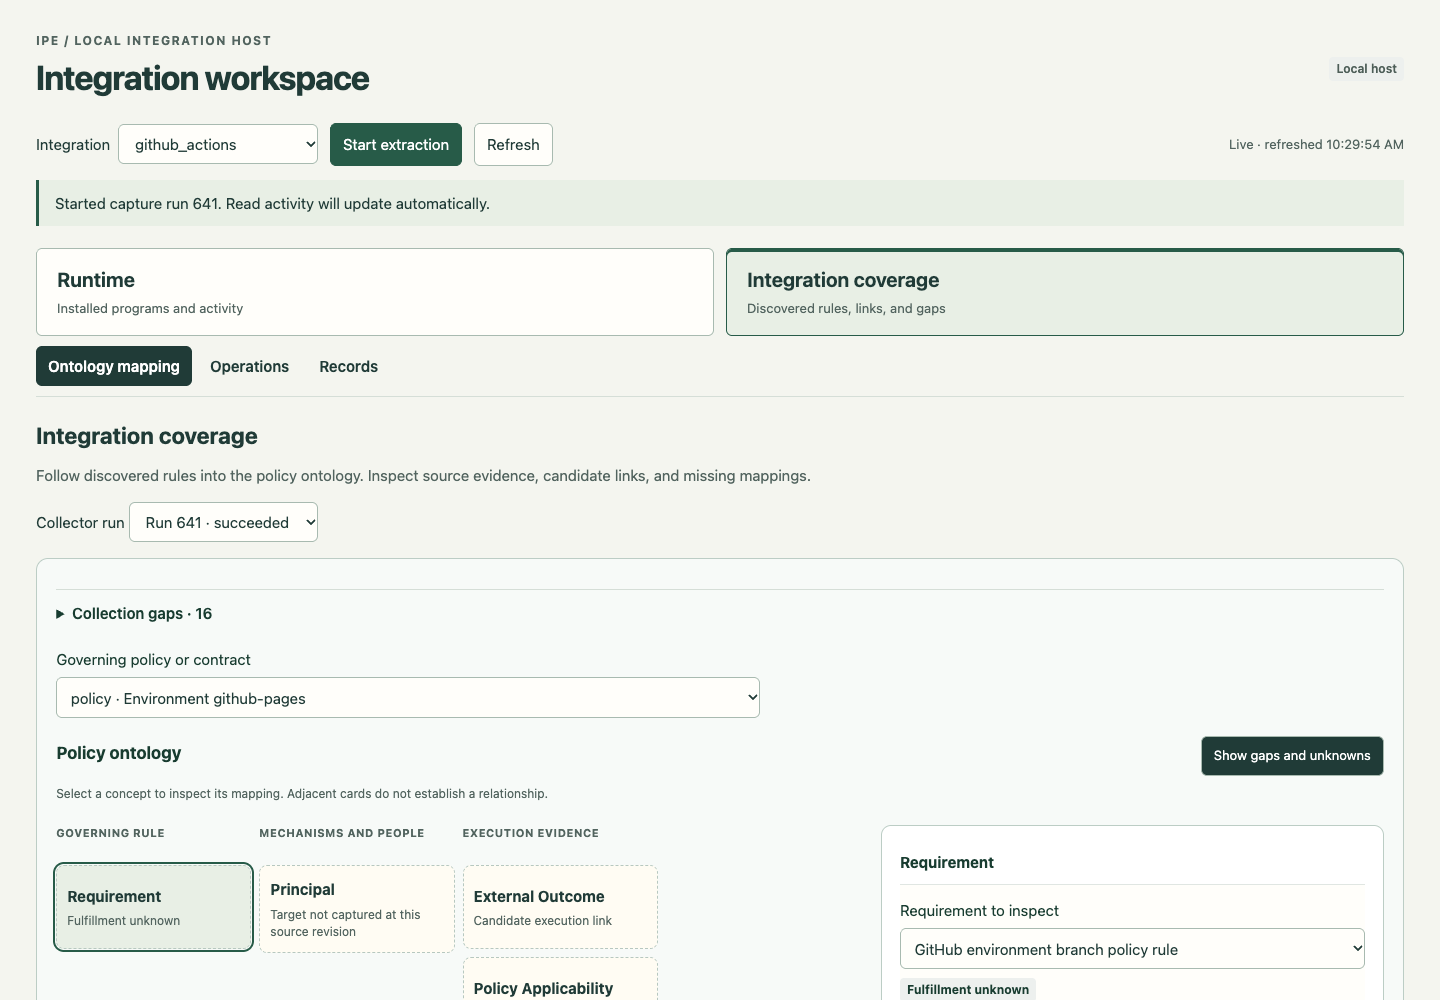 IPE / LOCAL INTEGRATION HOST
Integration workspace
Local host
Integration
github_actions
Start extraction
Refresh
Live · refreshed 10:29:54 AM
Started capture run 641. Read activity will update automatically.
Runtime
Installed programs and activity
Integration coverage
Discovered rules, links, and gaps
Ontology mapping
Operations
Records
Integration coverage
Follow discovered rules into the policy ontology. Inspect source evidence, candidate links, and missing mappings.
Collector run
Run 641 · succeeded
Collection gaps · 16
Governing policy or contract
policy · Environment github-pages
Policy ontology
Show gaps and unknowns
Select a concept to inspect its mapping. Adjacent cards do not establish a relationship.
GOVERNING RULE
MECHANISMS AND PEOPLE
EXECUTION EVIDENCE
Requirement
Fulfillment unknown
Principal
Target not captured at this
source revision
External Outcome
Candidate execution link
Policy Applicability
Requirement
Requirement to inspect
GitHub environment branch policy rule
Fulfillment unknown